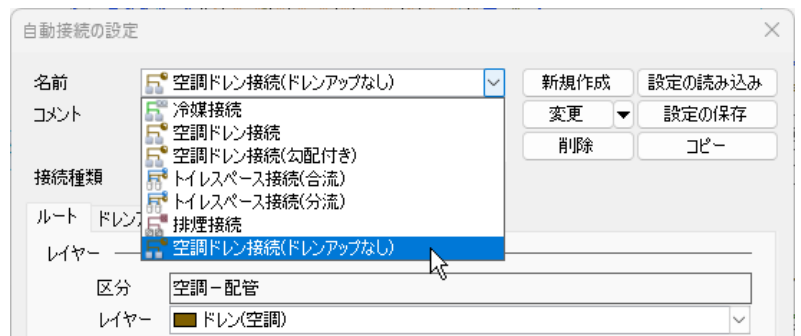 自動接続の設定
名前 空調ドレン接続(ドレンアップなし) 新規作成 設定の読み込み
コメント 変更 設定の保存
削除 コピー
冷媒接続
空調ドレン接続
空調ドレン接続(勾配付き)
トイレスペース接続(合流)
トイレスペース接続(分流)
排煙接続
空調ドレン接続(ドレンアップなし)
接続種類
ルート ドレン
レイヤー
区分 空調－配管
レイヤー ドレン(空調)